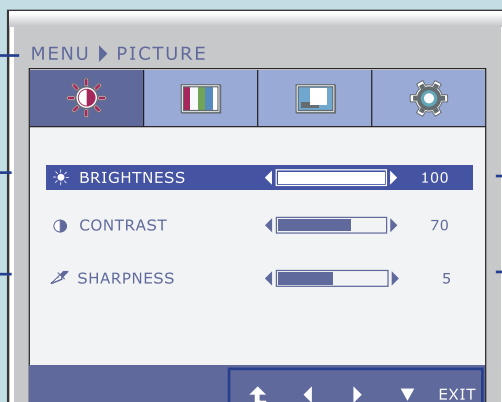 MENU PICTURE
BRIGHTNESS 100
CONTRAST 70
SHARPNESS 5
EXIT